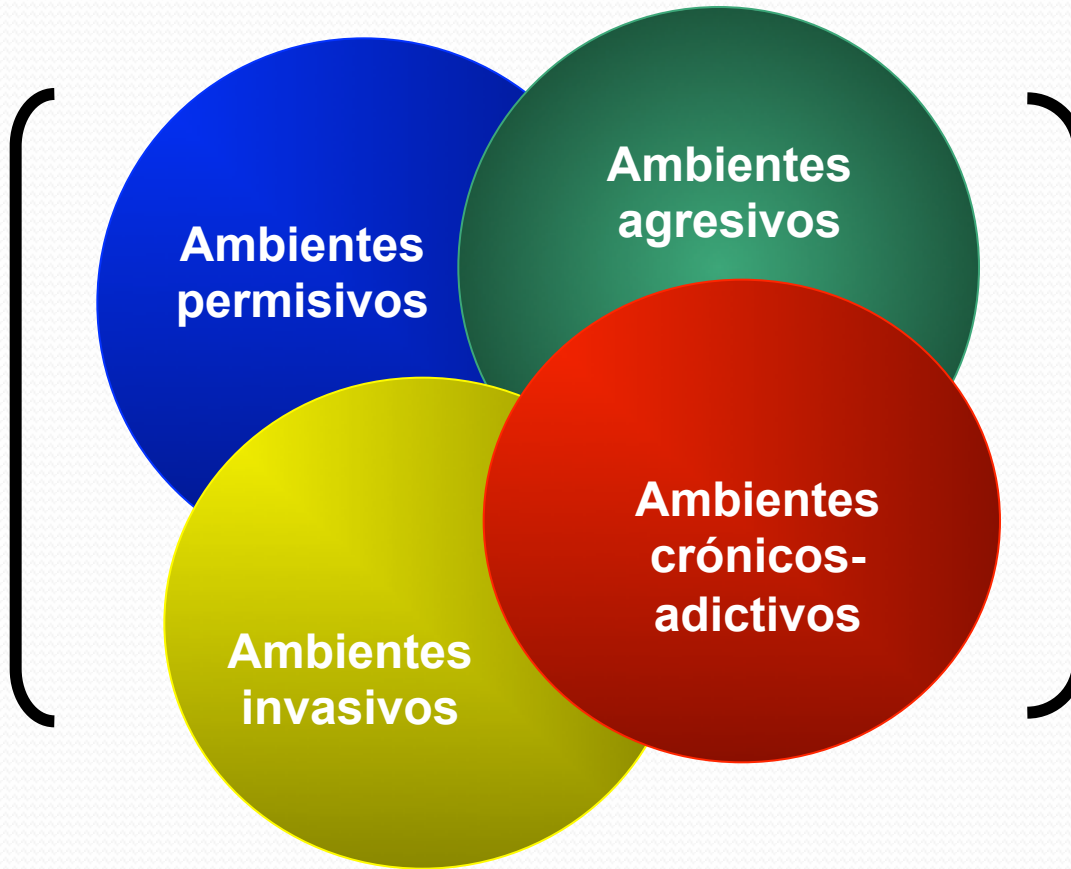 Ambientes
permisivos
Ambientes
agresivos
Ambientes
invasivos
Ambientes
crónicos-
adictivos